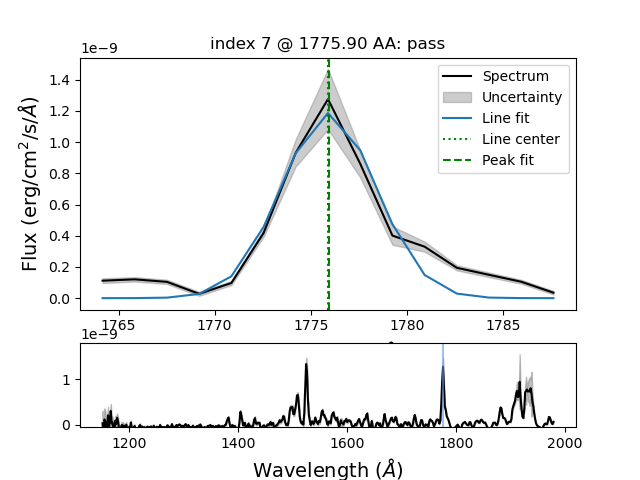 index 7 @ 1775.90 AA: pass
1e−9
1.4
1.2
1.0
0.8
0.6
0.4
0.2
0.0
Flux (erg/cm²/s/Å)
Spectrum
Uncertainty
Line fit
Line center
Peak fit
1765 1770 1775 1780 1785
1e−9
1
0
1200 1400 1600 1800 2000
Wavelength (Å)